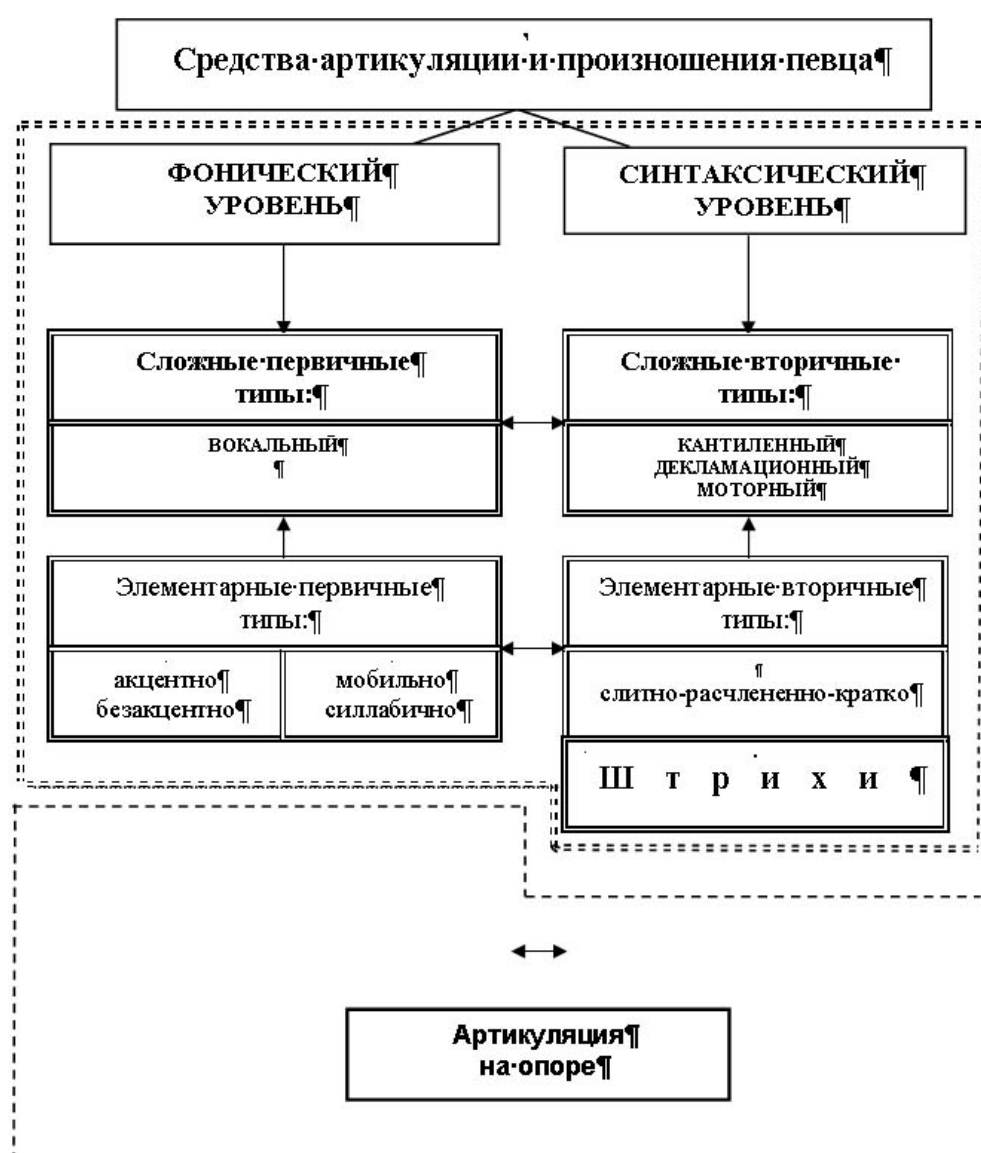 Средства·артикуляции·и·произношения·певца¶
ФОНИЧЕСКИЙ¶
УРОВЕНЬ¶
СИНТАКСИЧЕСКИЙ¶
УРОВЕНЬ¶
Сложные·первичные¶
типы:¶
ВОКАЛЬНЫЙ¶
¶
Сложные·вторичные·
типы:¶
КАНТИЛЕННЫЙ¶
ДЕКЛАМАЦИОННЫЙ¶
МОТОРНЫЙ¶
Элементарные·первичные¶
типы:¶
акцентно¶
безакцентно¶
мобильно¶
силлабично¶
Элементарные·вторичные¶
типы:¶
¶
слитно-расчлененно-кратко¶
Ш т р и х и ¶
Артикуляция¶
на·опоре¶